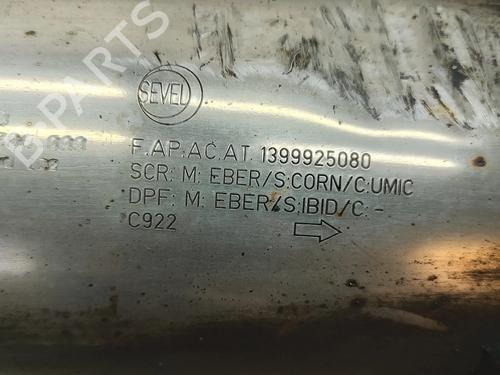 B-PARTS
SEVEL
F.AP.:AC.AT. 1399925080
SCR: M: EBER/S:CORN/C:UMIC
DPF: M: EBER/S:IBID/C: -
C922